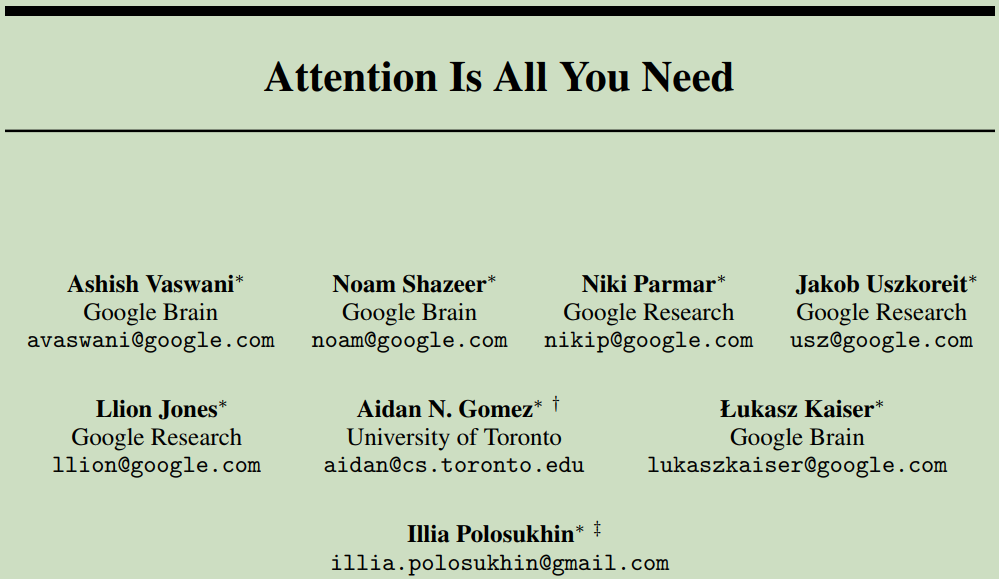 Attention Is All You Need
Ashish Vaswani* Noam Shazeer* Niki Parmar* Jakob Uszkoreit*
Google Brain Google Brain Google Research Google Research
avaswani@google.com noam@google.com nikip@google.com usz@google.com
Llion Jones* Aidan N. Gomez* † Łukasz Kaiser*
Google Research University of Toronto Google Brain
llion@google.com aidan@cs.toronto.edu lukaszkaiser@google.com
Illia Polosukhin* ‡
illia.polosukhin@gmail.com